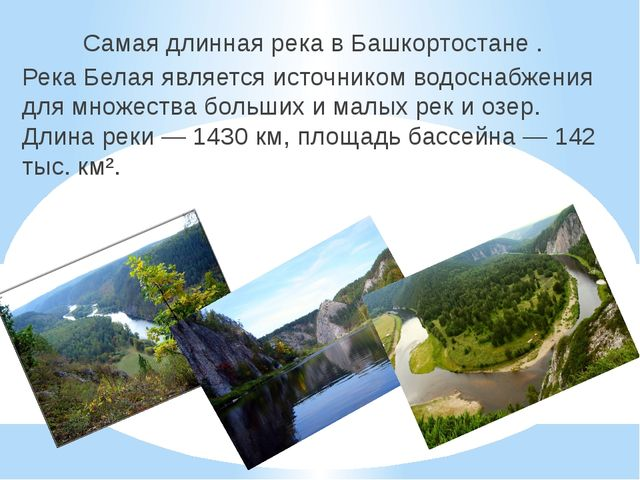 Самая длинная река в Башкортостане .
Река Белая является источником водоснабжения
для множества больших и малых рек и озер.
Длина реки — 1430 км, площадь бассейна — 142
тыс. км².